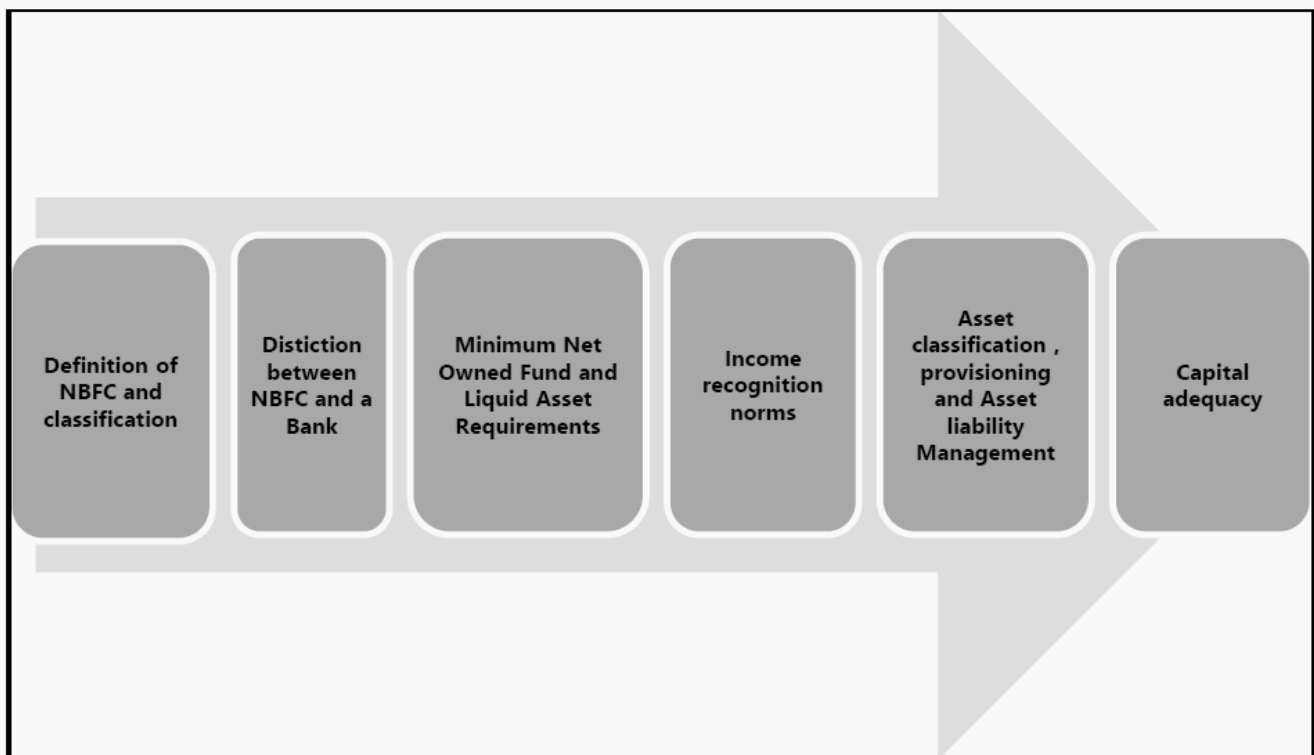 Definition of
NBFC and
classification
Distiction
between
NBFC and a
Bank
Minimum Net
Owned Fund and
Liquid Asset
Requirements
Income
recognition
norms
Asset
classification ,
provisioning
and Asset
liability
Management
Capital
adequacy